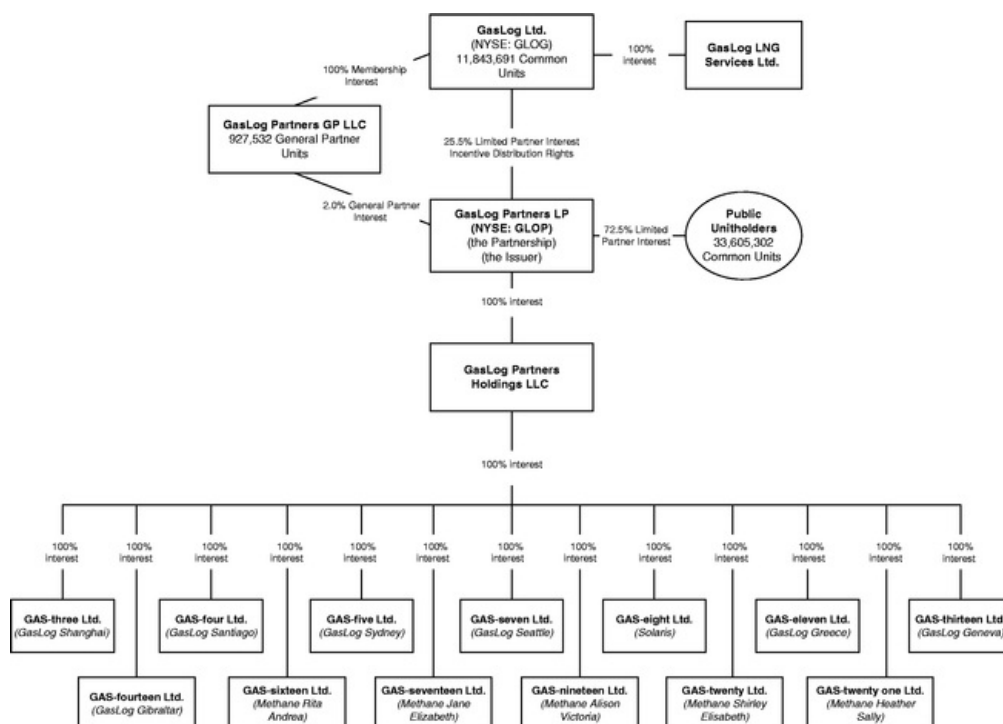 GasLog Ltd.
(NYSE: GLOG)
11,843,691 Common
Units
100%
interest
GasLog LNG
Services Ltd.
100% Membership
Interest
GasLog Partners GP LLC
927,532 General Partner
Units
25.5% Limited Partner Interest
Incentive Distribution Rights
2.0% General Partner
Interest
GasLog Partners LP
(NYSE: GLOP)
(the Partnership)
(the Issuer)
72.5% Limited
Partner Interest
Public
Unitholders
33,605,302
Common Units
100% interest
GasLog Partners
Holdings LLC
100% interest
100%
interest
100%
interest
100%
interest
100%
interest
100%
interest
100%
interest
100%
interest
100%
interest
100%
interest
100%
interest
100%
interest
100%
interest
100%
interest
GAS-three Ltd.
(GasLog Shanghai)
GAS-four Ltd.
(GasLog Santiago)
GAS-five Ltd.
(GasLog Sydney)
GAS-seven Ltd.
(GasLog Seattle)
GAS-eight Ltd.
(Solaris)
GAS-eleven Ltd.
(GasLog Greece)
GAS-thirteen Ltd.
(GasLog Geneva)
GAS-fourteen Ltd.
(GasLog Gibraltar)
GAS-sixteen Ltd.
(Methane Rita
Andrea)
GAS-seventeen Ltd.
(Methane Jane
Elizabeth)
GAS-nineteen Ltd.
(Methane Alison
Victoria)
GAS-twenty Ltd.
(Methane Shirley
Elisabeth)
GAS-twenty one Ltd.
(Methane Heather
Sally)